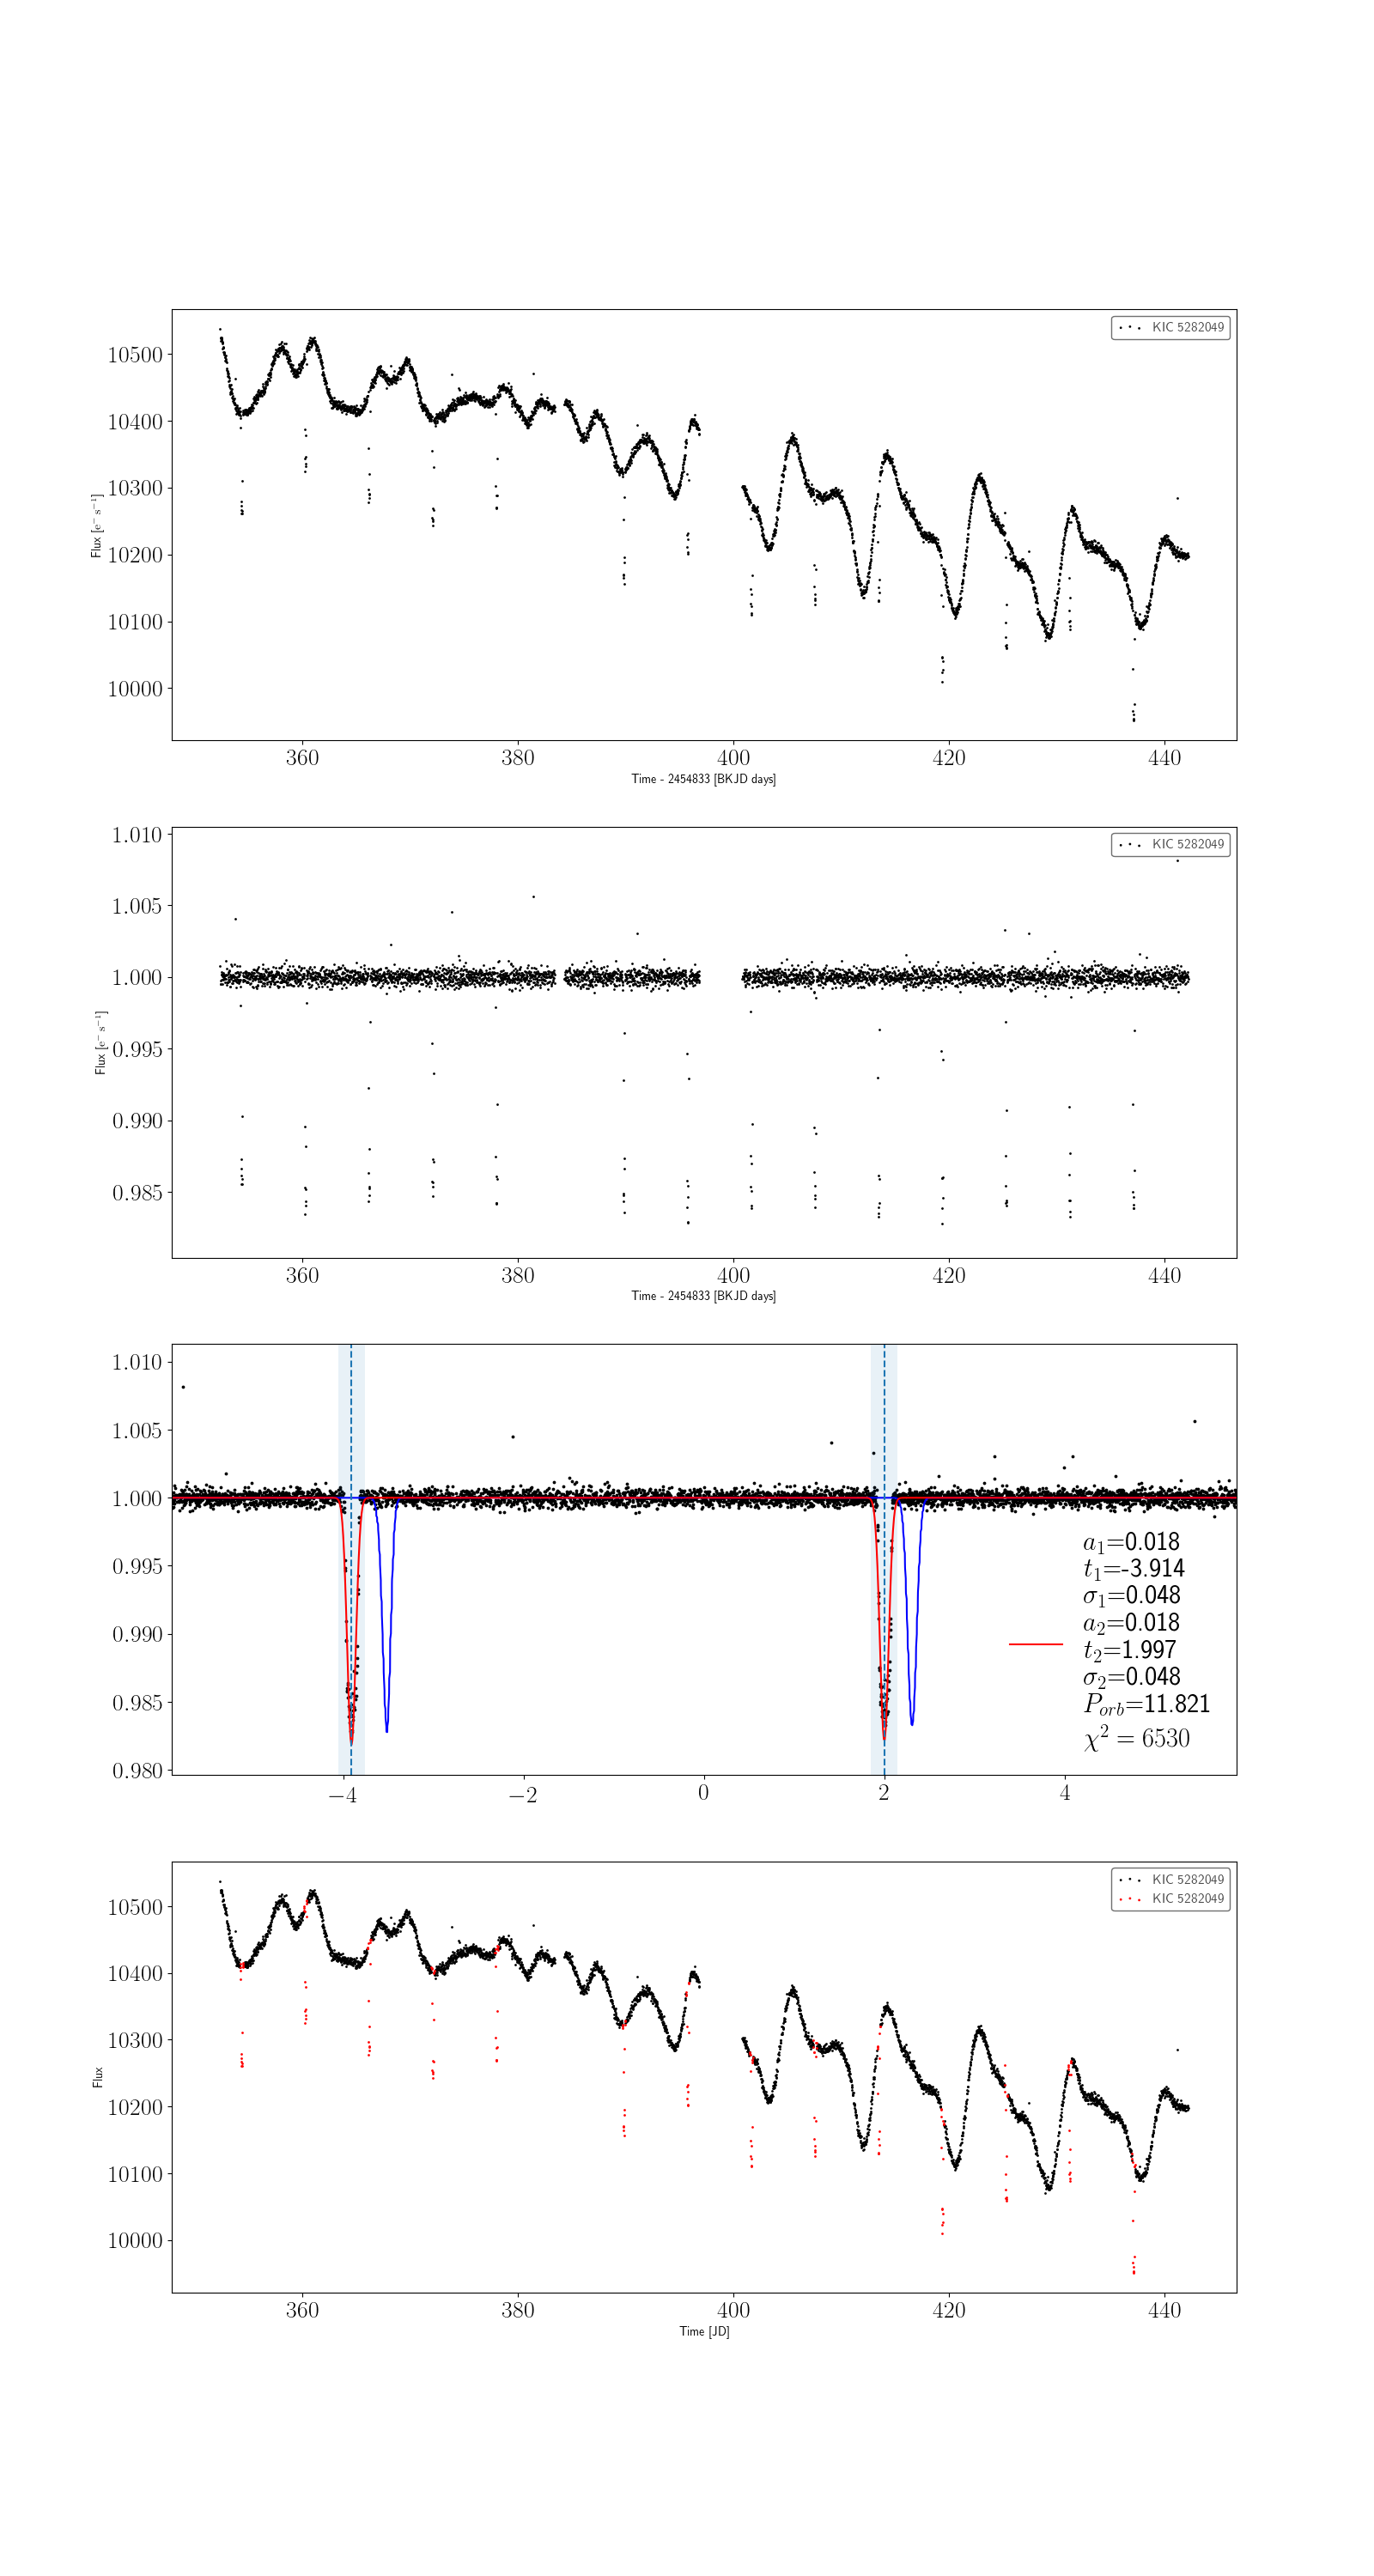 KIC 5282049
10500
10400
10300
10200
10100
10000
Flux [e⁻ s⁻¹]
360 380 400 420 440
Time - 2454833 [BKJD days]
KIC 5282049
1.010
1.005
1.000
0.995
0.990
0.985
Flux [e⁻ s⁻¹]
360 380 400 420 440
Time - 2454833 [BKJD days]
1.010
1.005
1.000
0.995
0.990
0.985
0.980
a₁=0.018
t₁=-3.914
σ₁=0.048
a₂=0.018
t₂=1.997
σ₂=0.048
P_orb=11.821
χ² = 6530
−4 −2 0 2 4
KIC 5282049
KIC 5282049
10500
10400
10300
10200
10100
10000
Flux
360 380 400 420 440
Time [JD]